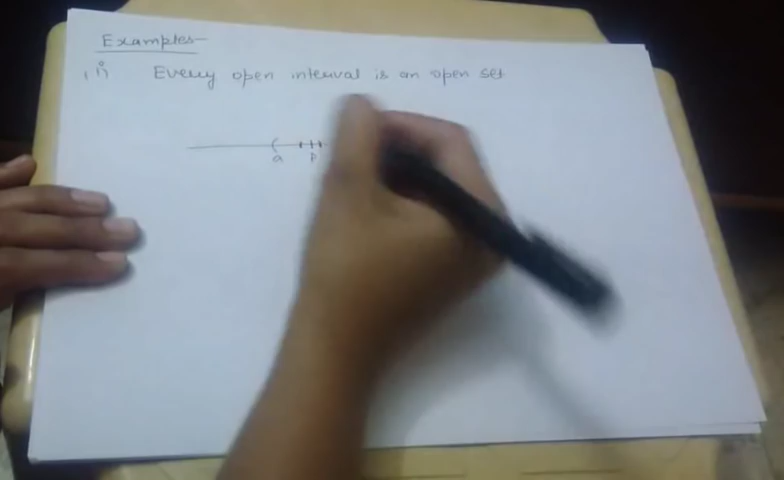 Examples-
(i) Every open interval is an open set
a p